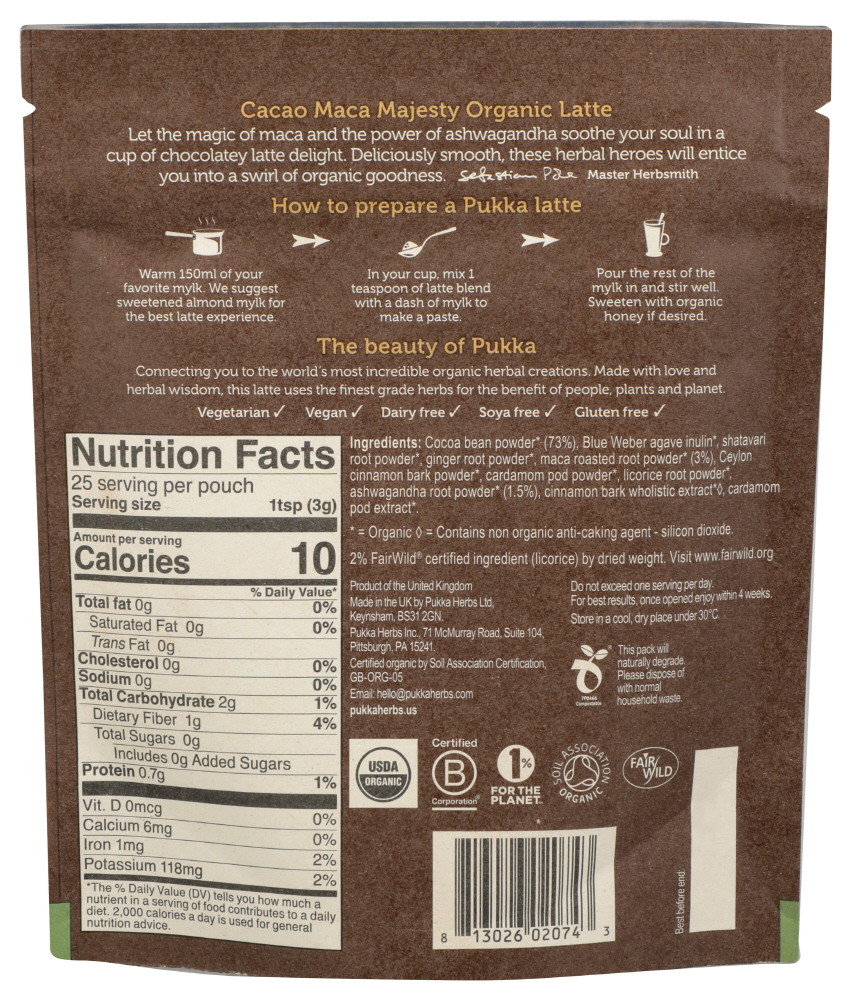 Cacao Maca Majesty Organic Latte
Let the magic of maca and the power of ashwagandha soothe your soul in a
cup of chocolatey latte delight. Deliciously smooth, these herbal heroes will entice
you into a swirl of organic goodness. Sebastian Pole Master Herbsmith
How to prepare a Pukka latte
Warm 150ml of your
favorite mylk. We suggest
sweetened almond mylk for
the best latte experience.
In your cup, mix 1
teaspoon of latte blend
with a dash of mylk to
make a paste.
Pour the rest of the
mylk in and stir well.
Sweeten with organic
honey if desired.
The beauty of Pukka
Connecting you to the world's most incredible organic herbal creations. Made with love and
herbal wisdom, this latte uses the finest grade herbs for the benefit of people, plants and planet.
Vegetarian ✓ Vegan ✓ Dairy free ✓ Soya free ✓ Gluten free ✓
Nutrition Facts
25 serving per pouch
Serving size 1tsp (3g)
Amount per serving
Calories 10
% Daily Value*
Total fat 0g 0%
Saturated Fat 0g 0%
Trans Fat 0g
Cholesterol 0g 0%
Sodium 0g 0%
Total Carbohydrate 2g 1%
Dietary Fiber 1g 4%
Total Sugars 0g
Includes 0g Added Sugars
Protein 0.7g 1%
Vit. D 0mcg 0%
Calcium 6mg 0%
Iron 1mg 2%
Potassium 118mg 2%
*The % Daily Value (DV) tells you how much a
nutrient in a serving of food contributes to a daily
diet. 2,000 calories a day is used for general
nutrition advice.
Ingredients: Cocoa bean powder* (73%), Blue Weber agave inulin*, shatavari
root powder*, ginger root powder*, maca roasted root powder* (3%), Ceylon
cinnamon bark powder*, cardamom pod powder*, licorice root powder*,
ashwagandha root powder* (1.5%), cinnamon bark wholistic extract*◊, cardamom
pod extract*.
* = Organic ◊ = Contains non organic anti-caking agent - silicon dioxide.
2% FairWild® certified ingredient (licorice) by dried weight. Visit www.fairwild.org
Product of the United Kingdom
Made in the UK by Pukka Herbs Ltd,
Keynsham, BS31 2GN,
Pukka Herbs Inc., 71 McMurray Road, Suite 104,
Pittsburgh, PA 15241.
Certified organic by Soil Association Certification,
GB-ORG-05
Email: hello@pukkaherbs.com
pukkaherbs.us
Do not exceed one serving per day.
For best results, once opened enjoy within 4 weeks.
Store in a cool, dry place under 30°C.
This pack will
naturally degrade.
Please dispose of
with normal
household waste.
Compostable
USDA
ORGANIC
Certified
B
Corporation
1%
FOR THE
PLANET.
SOIL ASSOCIATION
ORGANIC
FAIR
WILD
Best before end:
8 13026 02074 3